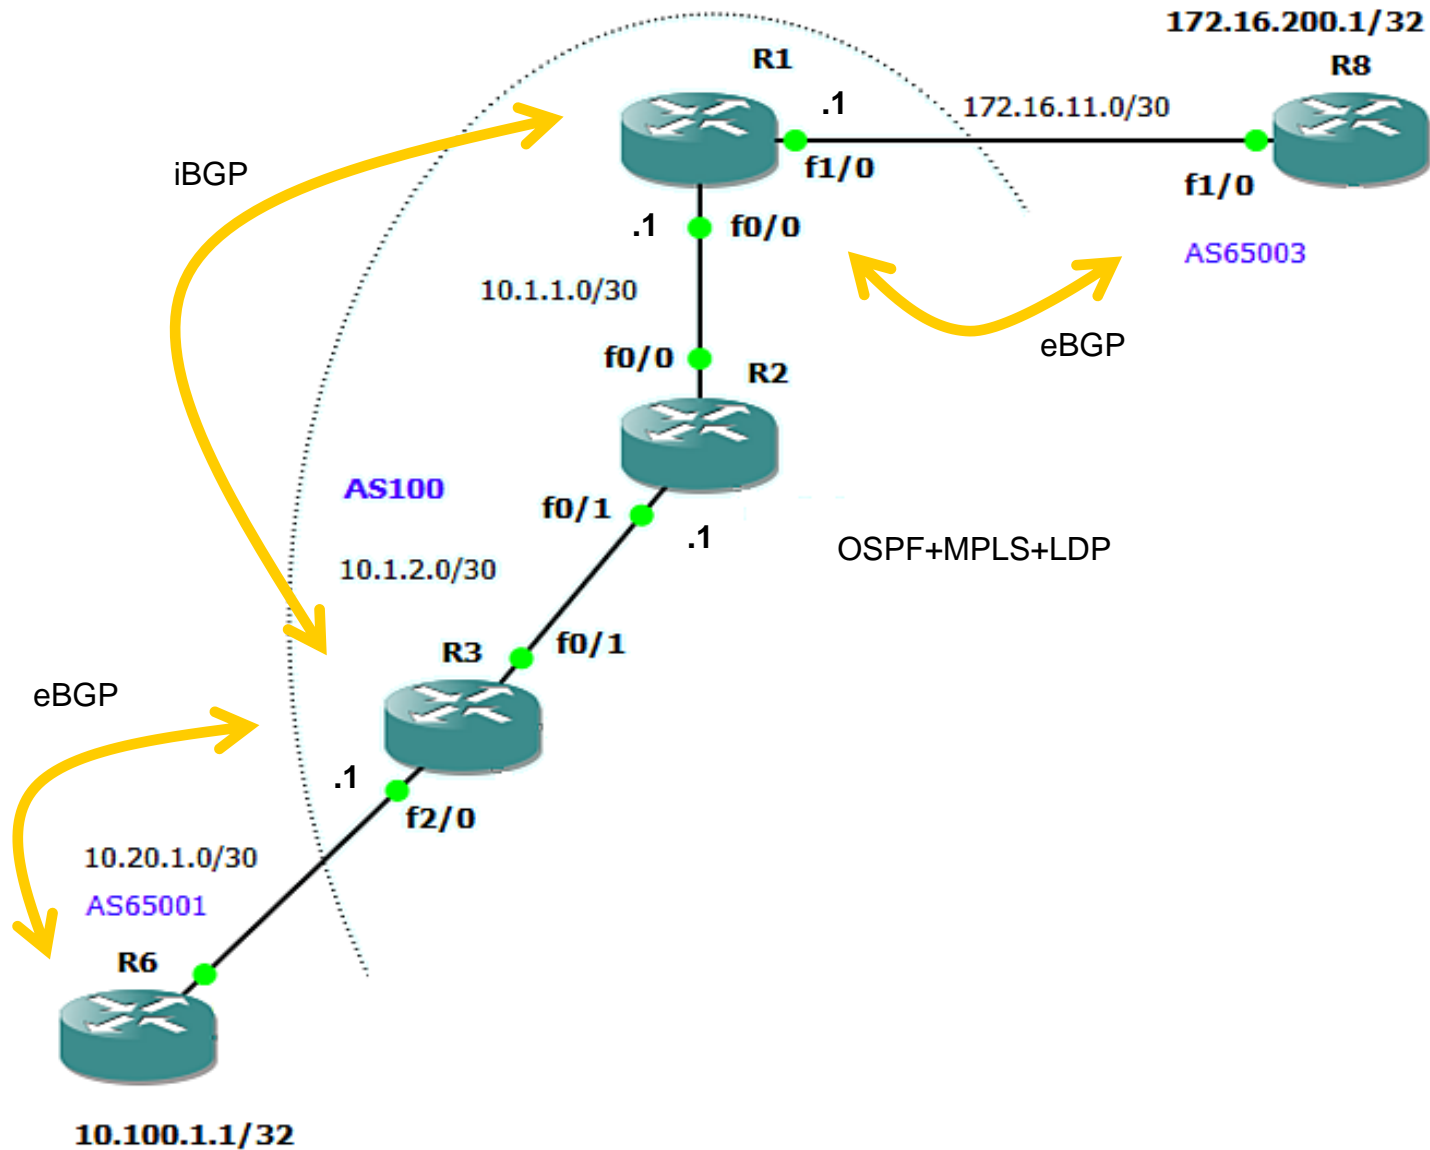 172.16.200.1/32
R1
R8
.1
172.16.11.0/30
iBGP
f1/0
f1/0
.1
f0/0
AS65003
10.1.1.0/30
eBGP
f0/0
R2
AS100
f0/1
.1
OSPF+MPLS+LDP
10.1.2.0/30
f0/1
R3
eBGP
.1
f2/0
10.20.1.0/30
AS65001
R6
10.100.1.1/32